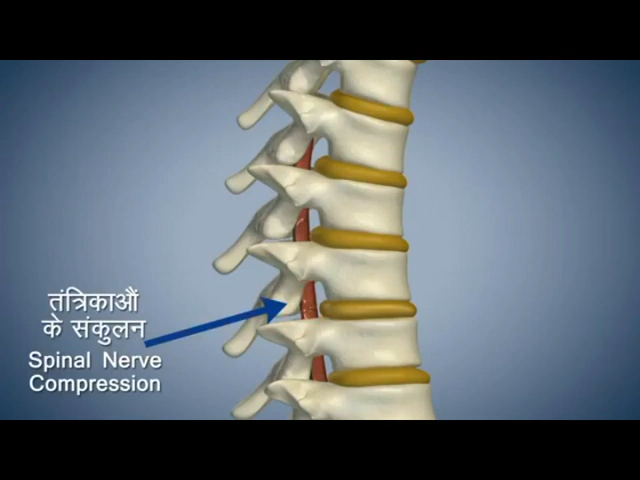 तंत्रिकाऔं
के संकुलन
Spinal Nerve
Compression